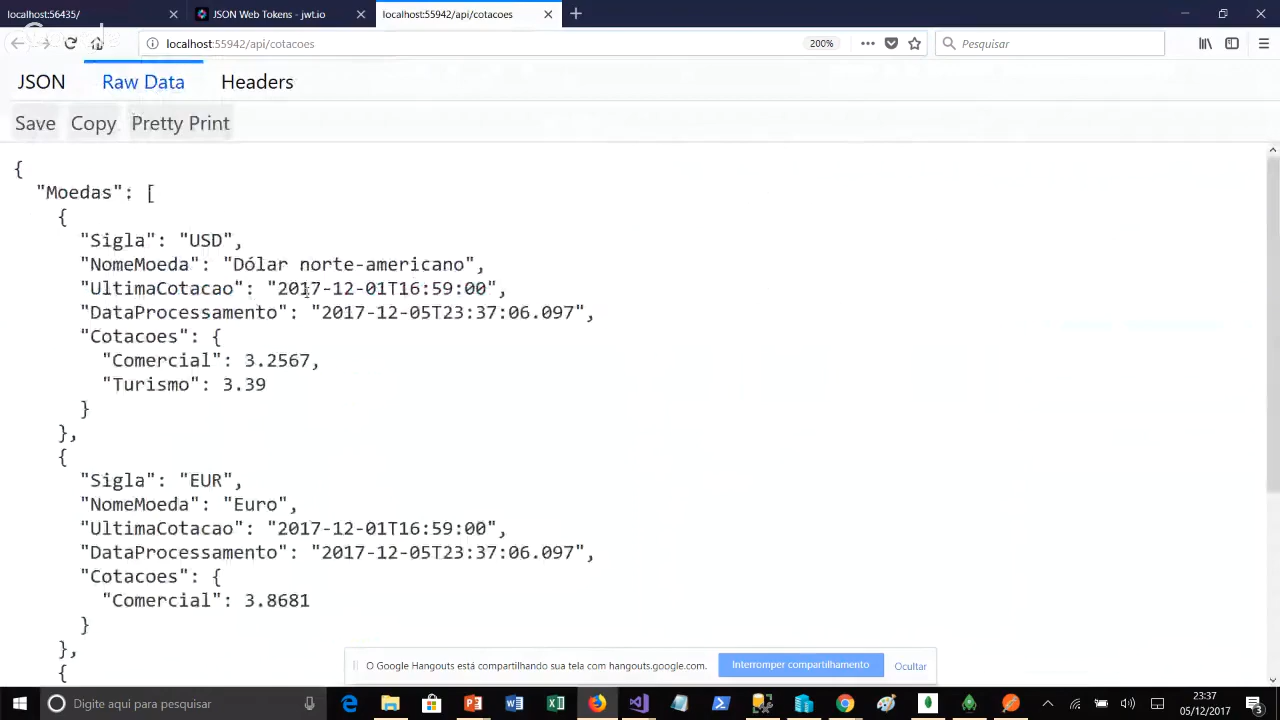 localhost:56435/
JSON Web Tokens - jwt.io
localhost:55942/api/cotacoes
localhost:55942/api/cotacoes
200%
Pesquisar
JSON
Raw Data
Headers
Save
Copy
Pretty Print
{
"Moedas": [
{
"Sigla": "USD",
"NomeMoeda": "Dólar norte-americano",
"UltimaCotacao": "2017-12-01T16:59:00",
"DataProcessamento": "2017-12-05T23:37:06.097",
"Cotacoes": {
"Comercial": 3.2567,
"Turismo": 3.39
}
},
{
"Sigla": "EUR",
"NomeMoeda": "Euro",
"UltimaCotacao": "2017-12-01T16:59:00",
"DataProcessamento": "2017-12-05T23:37:06.097",
"Cotacoes": {
"Comercial": 3.8681
}
},
{
O Google Hangouts está compartilhando sua tela com hangouts.google.com.
Interromper compartilhamento
Ocultar
Digite aqui para pesquisar
23:37
05/12/2017
3